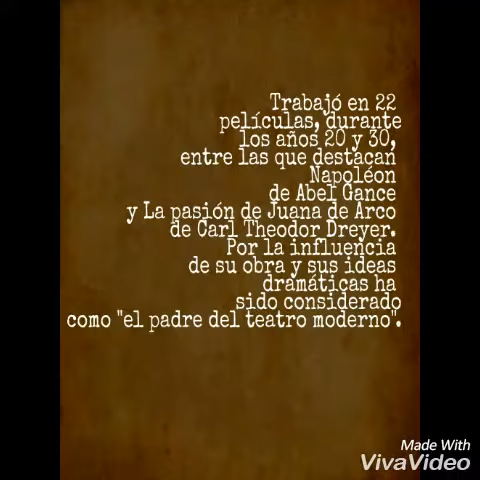 Trabajó en 22
películas, durante
los años 20 y 30,
entre las que destacan
Napoléon
de Abel Gance
y La pasión de Juana de Arco
de Carl Theodor Dreyer.
Por la influencia
de su obra y sus ideas
dramáticas ha
sido considerado
como "el padre del teatro moderno".
Made With
VivaVideo